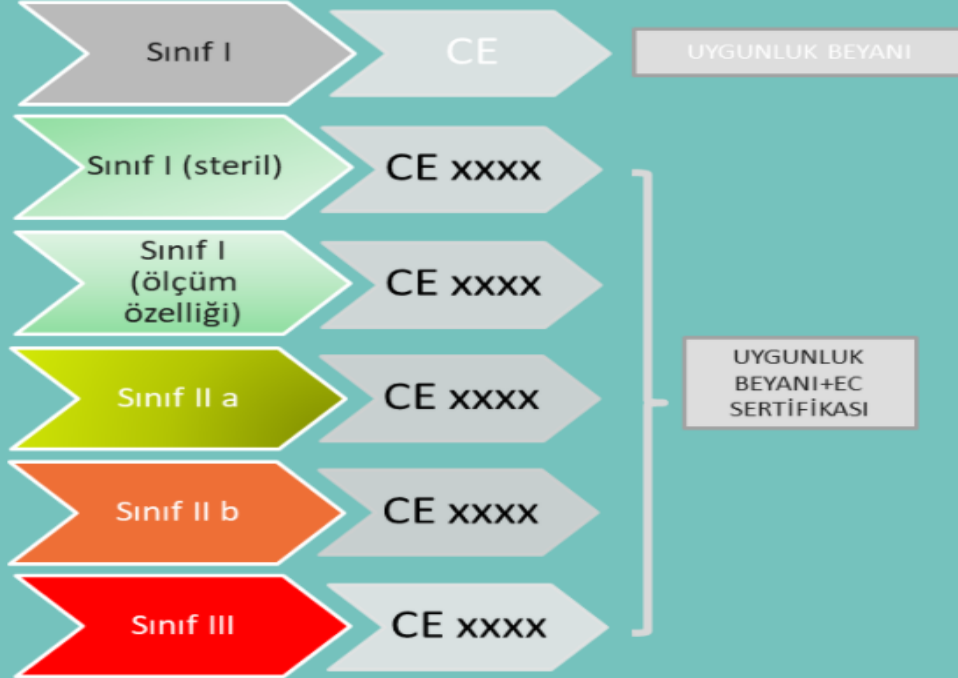 Sınıf I
CE
UYGUNLUK BEYANI
Sınıf I (steril)
CE xxxx
Sınıf I
(ölçüm
özelliği)
CE xxxx
Sınıf II a
CE xxxx
UYGUNLUK
BEYANI+EC
SERTİFİKASI
Sınıf II b
CE xxxx
Sınıf III
CE xxxx